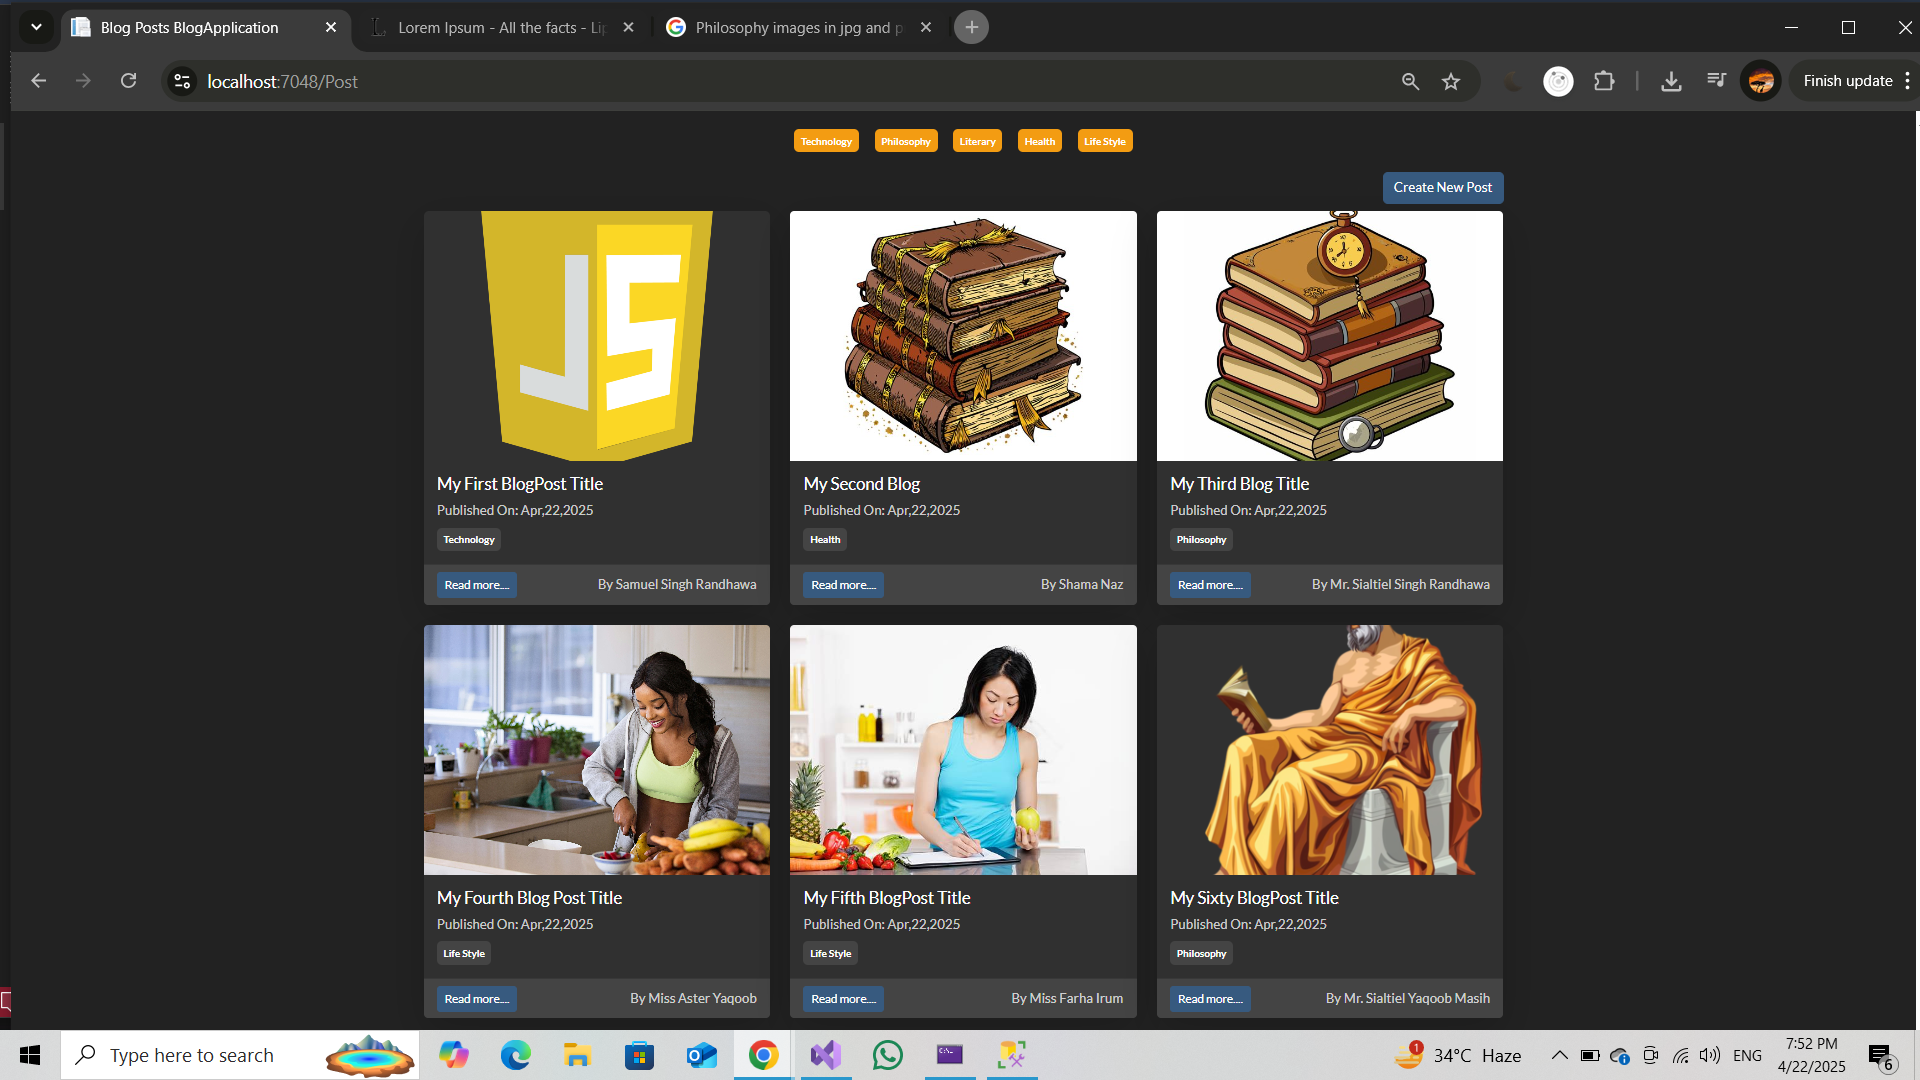 Blog Posts BlogApplication
Lorem Ipsum - All the facts - Lip
Philosophy images in jpg and p
localhost:7048/Post
Finish update
Technology Philosophy Literary Health Life Style
Create New Post
JS
My First BlogPost Title
Published On: Apr,22,2025
Technology
Read more.... By Samuel Singh Randhawa
My Second Blog
Published On: Apr,22,2025
Health
Read more.... By Shama Naz
My Third Blog Title
Published On: Apr,22,2025
Philosophy
Read more.... By Mr. Sialtiel Singh Randhawa
My Fourth Blog Post Title
Published On: Apr,22,2025
Life Style
Read more.... By Miss Aster Yaqoob
My Fifth BlogPost Title
Published On: Apr,22,2025
Life Style
Read more.... By Miss Farha Irum
My Sixty BlogPost Title
Published On: Apr,22,2025
Philosophy
Read more.... By Mr. Sialtiel Yaqoob Masih
Type here to search
1
34°C Haze
ENG
7:52 PM
4/22/2025
6